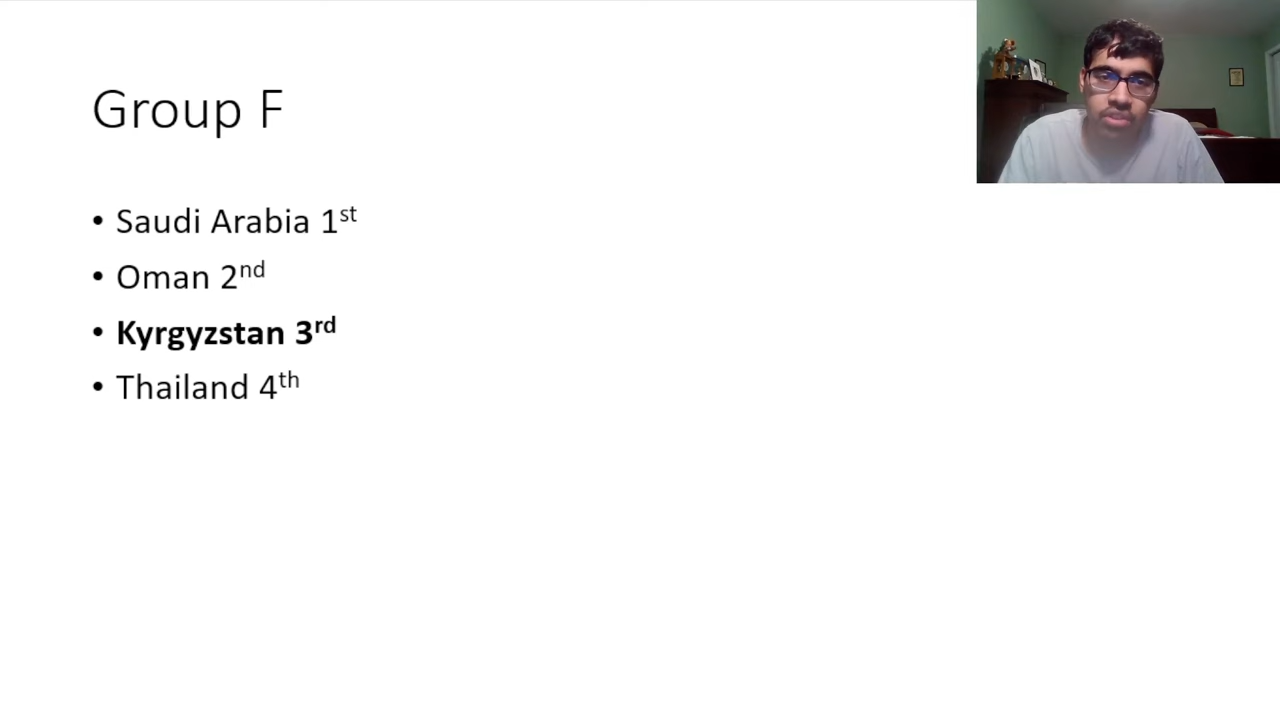 Group F
• Saudi Arabia 1st
• Oman 2nd
• Kyrgyzstan 3rd
• Thailand 4th